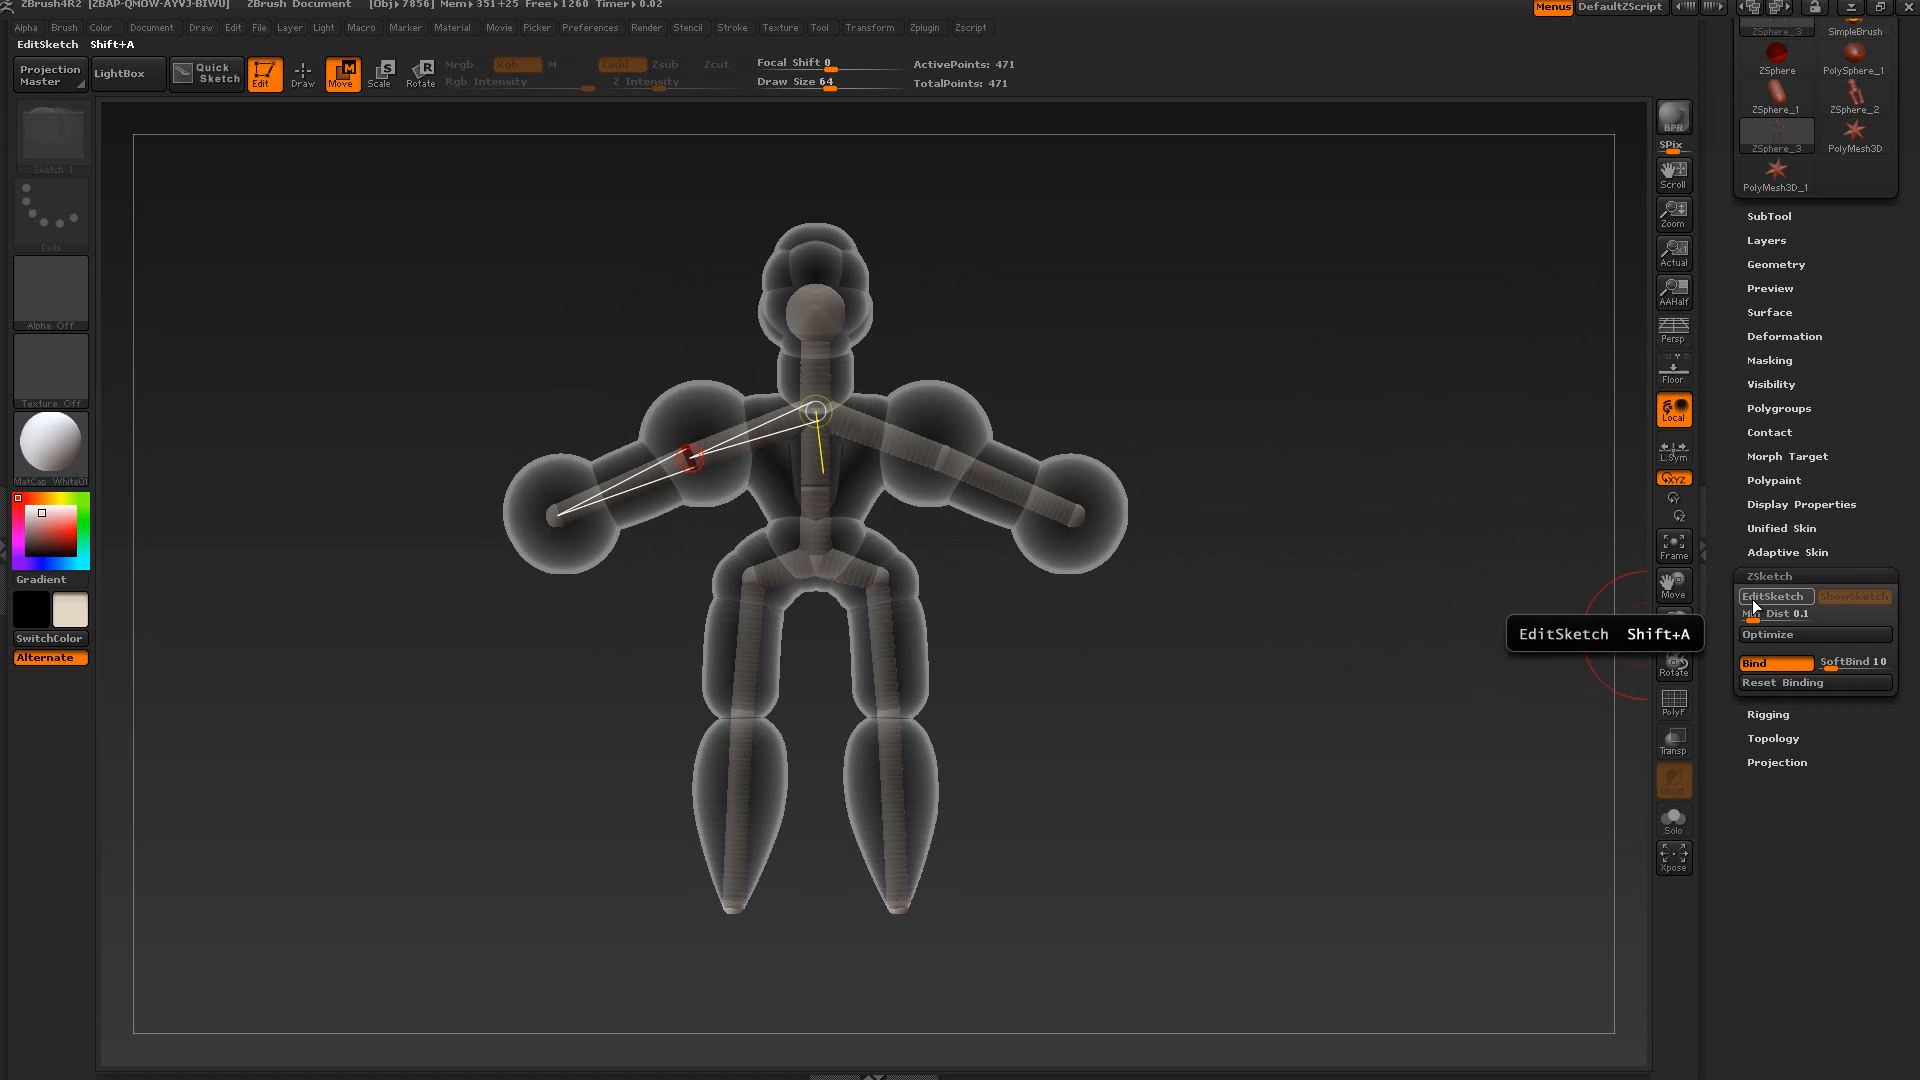 ZBrush4R2 [ZBAP-QMOW-AYVJ-BIWU] ZBrush Document [Obj▸7856] Mem▸351+25 Free▸1260 Timer▸0.02 Menus DefaultZScript
Alpha Brush Color Document Draw Edit File Layer Light Macro Marker Material Movie Picker Preferences Render Stencil Stroke Texture Tool Transform Zplugin Zscript
EditSketch Shift+A
Projection Master
LightBox
Quick Sketch
Edit
Draw
Move
Scale
Rotate
Mrgb Rgb M
Rgb Intensity
Zadd Zsub Zcut
Z Intensity
Focal Shift 0
Draw Size 64
ActivePoints: 471
TotalPoints: 471
Sketch 1
Dots
Alpha Off
Texture Off
MatCap White01
Gradient
SwitchColor
Alternate
BPR
SPix
Scroll
Zoom
Actual
AAHalf
Persp
Floor
Local
L.Sym
XYZ
Y
Z
Frame
Move
Rotate
PolyF
Transp
Solo
Xpose
ZSphere_3 SimpleBrush
ZSphere PolySphere_1
ZSphere_1 ZSphere_2
ZSphere_3 PolyMesh3D
PolyMesh3D_1
SubTool
Layers
Geometry
Preview
Surface
Deformation
Masking
Visibility
Polygroups
Contact
Morph Target
Polypaint
Display Properties
Unified Skin
Adaptive Skin
ZSketch
EditSketch ShowSketch
Dist 0.1
Optimize
Bind SoftBind 10
Reset Binding
Rigging
Topology
Projection
EditSketch Shift+A